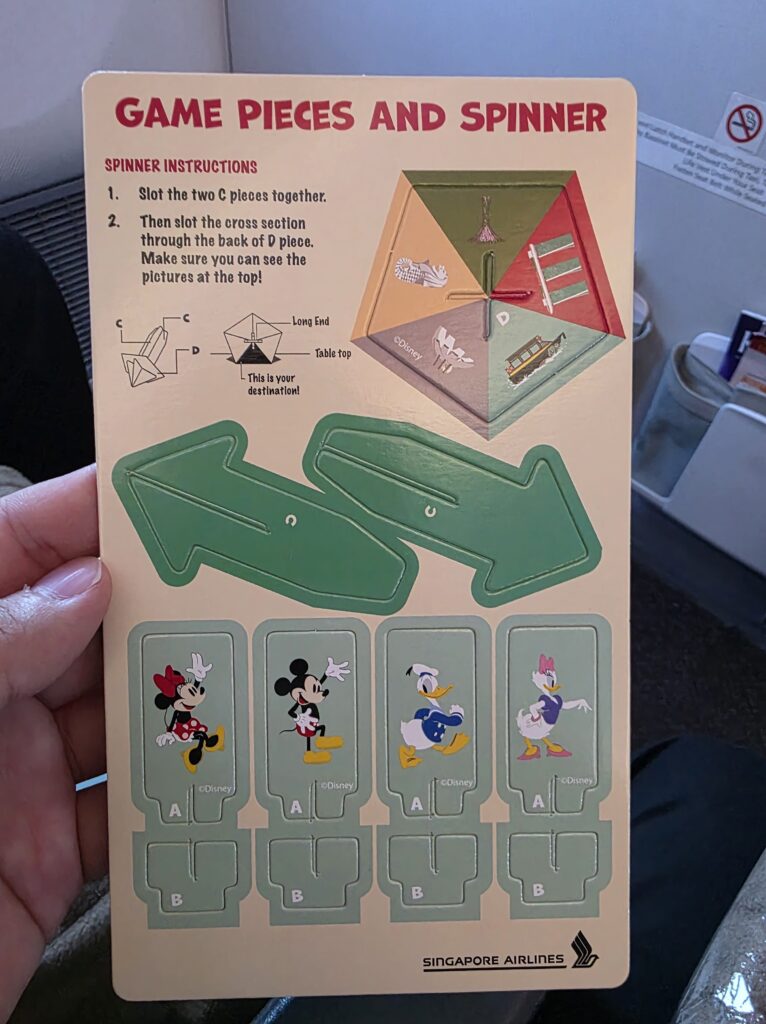 GAME PIECES AND SPINNER
SPINNER INSTRUCTIONS
1. Slot the two C pieces together.
2. Then slot the cross section
through the back of D piece.
Make sure you can see the
pictures at the top!
C
C
D
Long End
Table top
This is your
destination!
D
©Disney
C
C
©Disney
©Disney
©Disney
©Disney
A
A
A
A
B
B
B
B
SINGAPORE AIRLINES